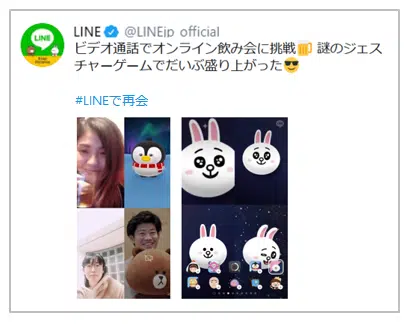 LINE @LINEjp_official
ビデオ通話でオンライン飲み会に挑戦🍺 謎のジェス
チャーゲームでだいぶ盛り上がった😎
#LINEで再会
LINE